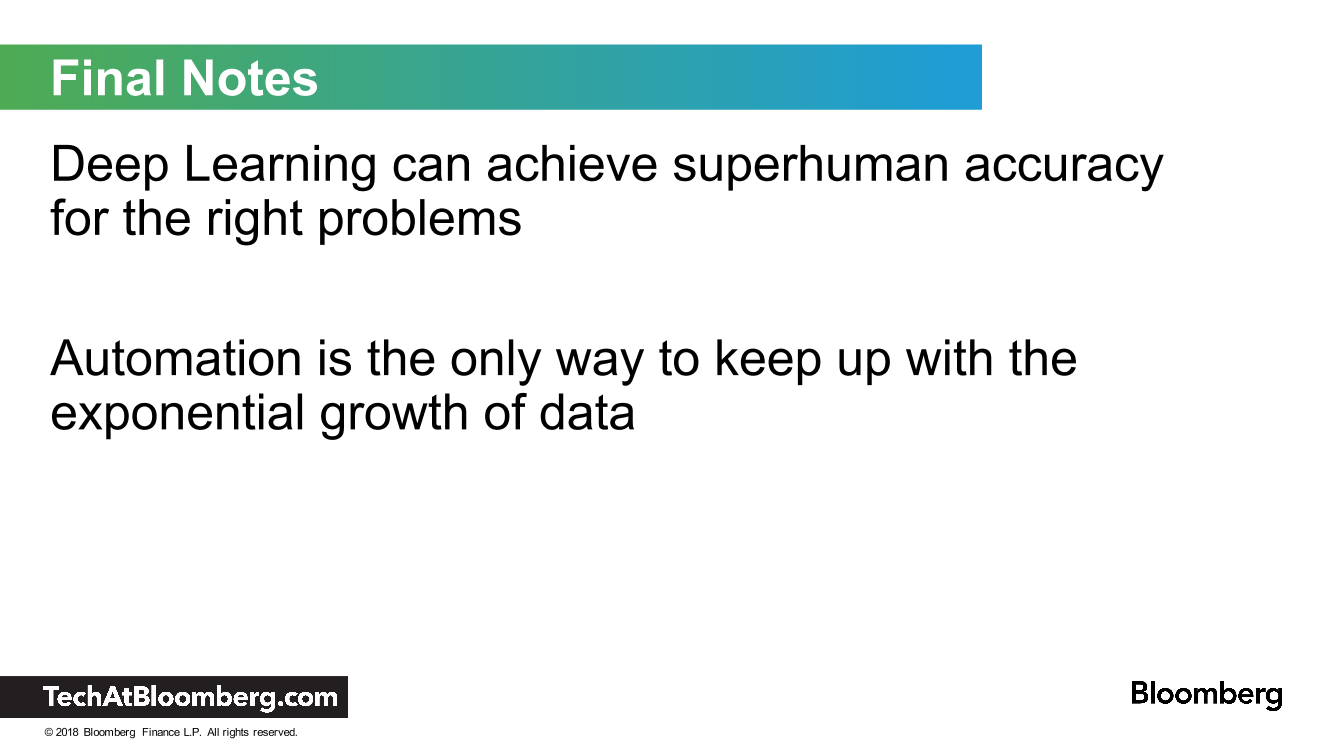 Final Notes
Deep Learning can achieve superhuman accuracy
for the right problems
Automation is the only way to keep up with the
exponential growth of data
TechAtBloomberg.com
Bloomberg
© 2018 Bloomberg Finance L.P. All rights reserved.